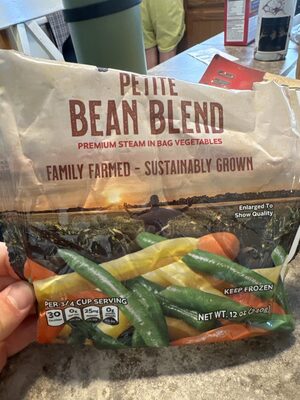 PETITE
BEAN BLEND
PREMIUM STEAM IN BAG VEGETABLES
FAMILY FARMED - SUSTAINABLY GROWN
Enlarged To
Show Quality
PER 3/4 CUP SERVING
30 0g 25mg 0g
KEEP FROZEN
NET WT. 12 OZ (340g)